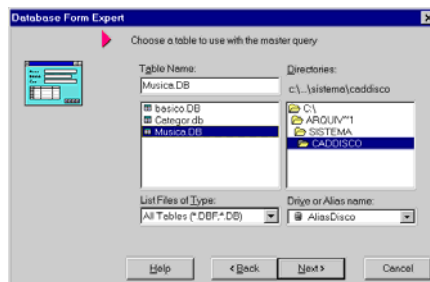 Database Form Expert
Choose a table to use with the master query
Table Name:
Directories:
Musica.DB
c:\...\sistema\caddisco
basico.DB
Categor.db
Musica.DB
C:\
ARQUIV~1
SISTEMA
CADDISCO
List Files of Type:
Drive or Alias name:
All Tables (*.DBF;*.DB)
AliasDisco
Help
< Back
Next >
Cancel